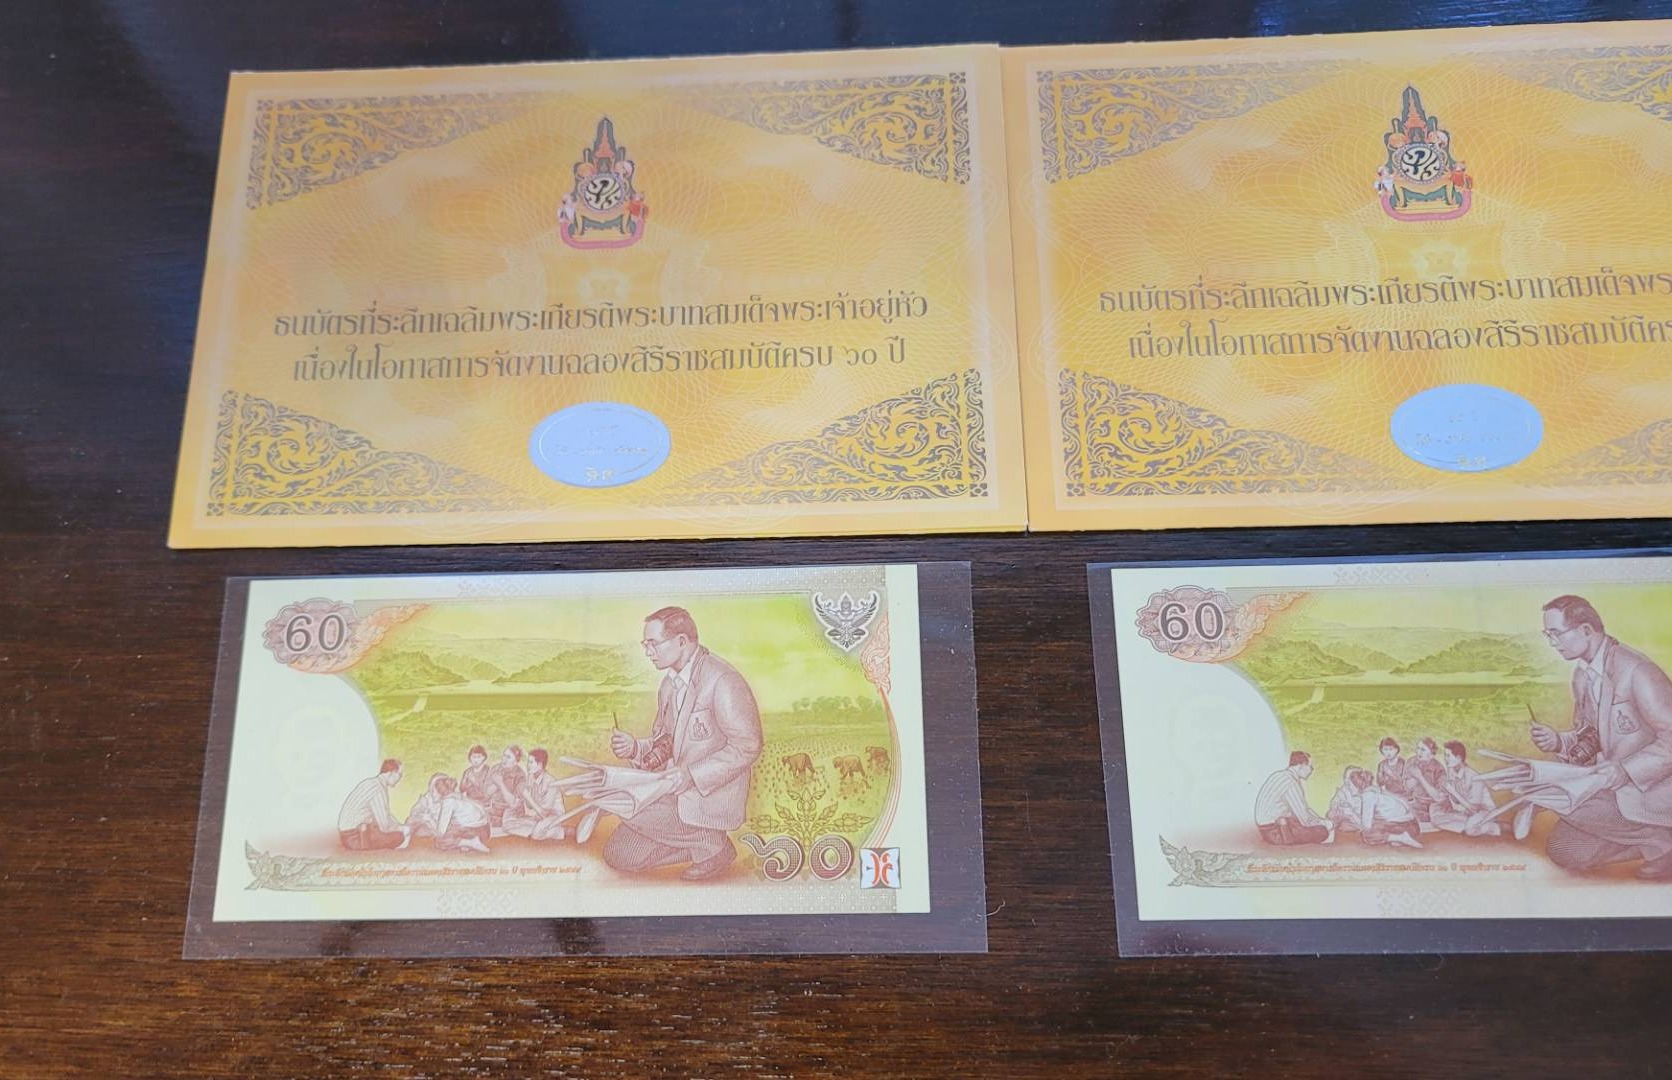 ธนบัตรที่ระลึกเฉลิมพระเกียรติพระบาทสมเด็จพระเจ้าอยู่หัว
เนื่องในโอกาสการจัดงานฉลองสิริราชสมบัติครบ ๖๐ ปี
ธนบัตรที่ระลึกเฉลิมพระเกียรติพระบาทสมเด็จพระ
เนื่องในโอกาสการจัดงานฉลองสิริราชสมบัติคร
60
๖๐
60